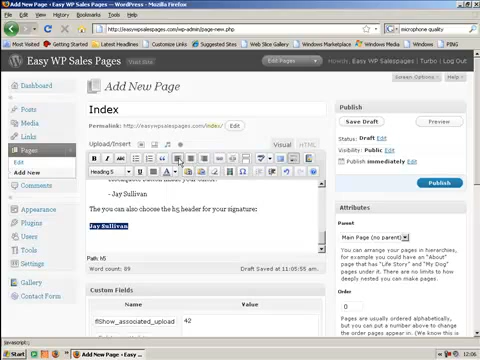 Add New Page ‹ Easy WP Sales Pages — WordPress - Mozilla Firefox
File Edit View History Bookmarks Tools Help
http://easywpsalespages.com/wp-admin/page-new.php
microphone quality
Most Visited Getting Started Latest Headlines Customize Links Suggested Sites Web Slice Gallery Windows Marketplace Windows Media Windows PING
Easy WP Sales Pages Visit Site
Edit Pages
Howdy, Easy WP Salespages | Turbo | Log Out
Screen Options Help
Dashboard
Posts
Media
Links
Pages
Edit
Add New
Comments
Appearance
Plugins
Users
Tools
Settings
Gallery
Contact Form
Add New Page
Index
Permalink: http://easywpsalespages.com/index/ Edit
Upload/Insert
Visual HTML
Heading 5
- Jay Sullivan
The you can also choose the h5 header for your signature:
Jay Sullivan
Path: h5
Word count: 89
Draft Saved at 11:05:55 am.
Custom Fields
Name Value
flShow_associated_upload 42
Publish
Save Draft Preview
Status: Draft Edit
Visibility: Public Edit
Publish immediately Edit
Publish
Attributes
Parent
Main Page (no parent)
You can arrange your pages in hierarchies, for example you could have an "About" page that has "Life Story" and "My Dog" pages under it. There are no limits to how deeply nested you can make pages.
Order
0
Pages are usually ordered alphabetically, but you can put a number above to change the order pages appear in. (We know
javascript:;
Start
Add New Page ‹ Easy ...
12:06